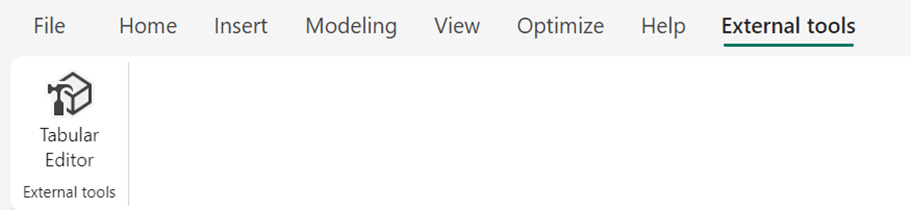 File Home Insert Modeling View Optimize Help External tools
Tabular
Editor
External tools